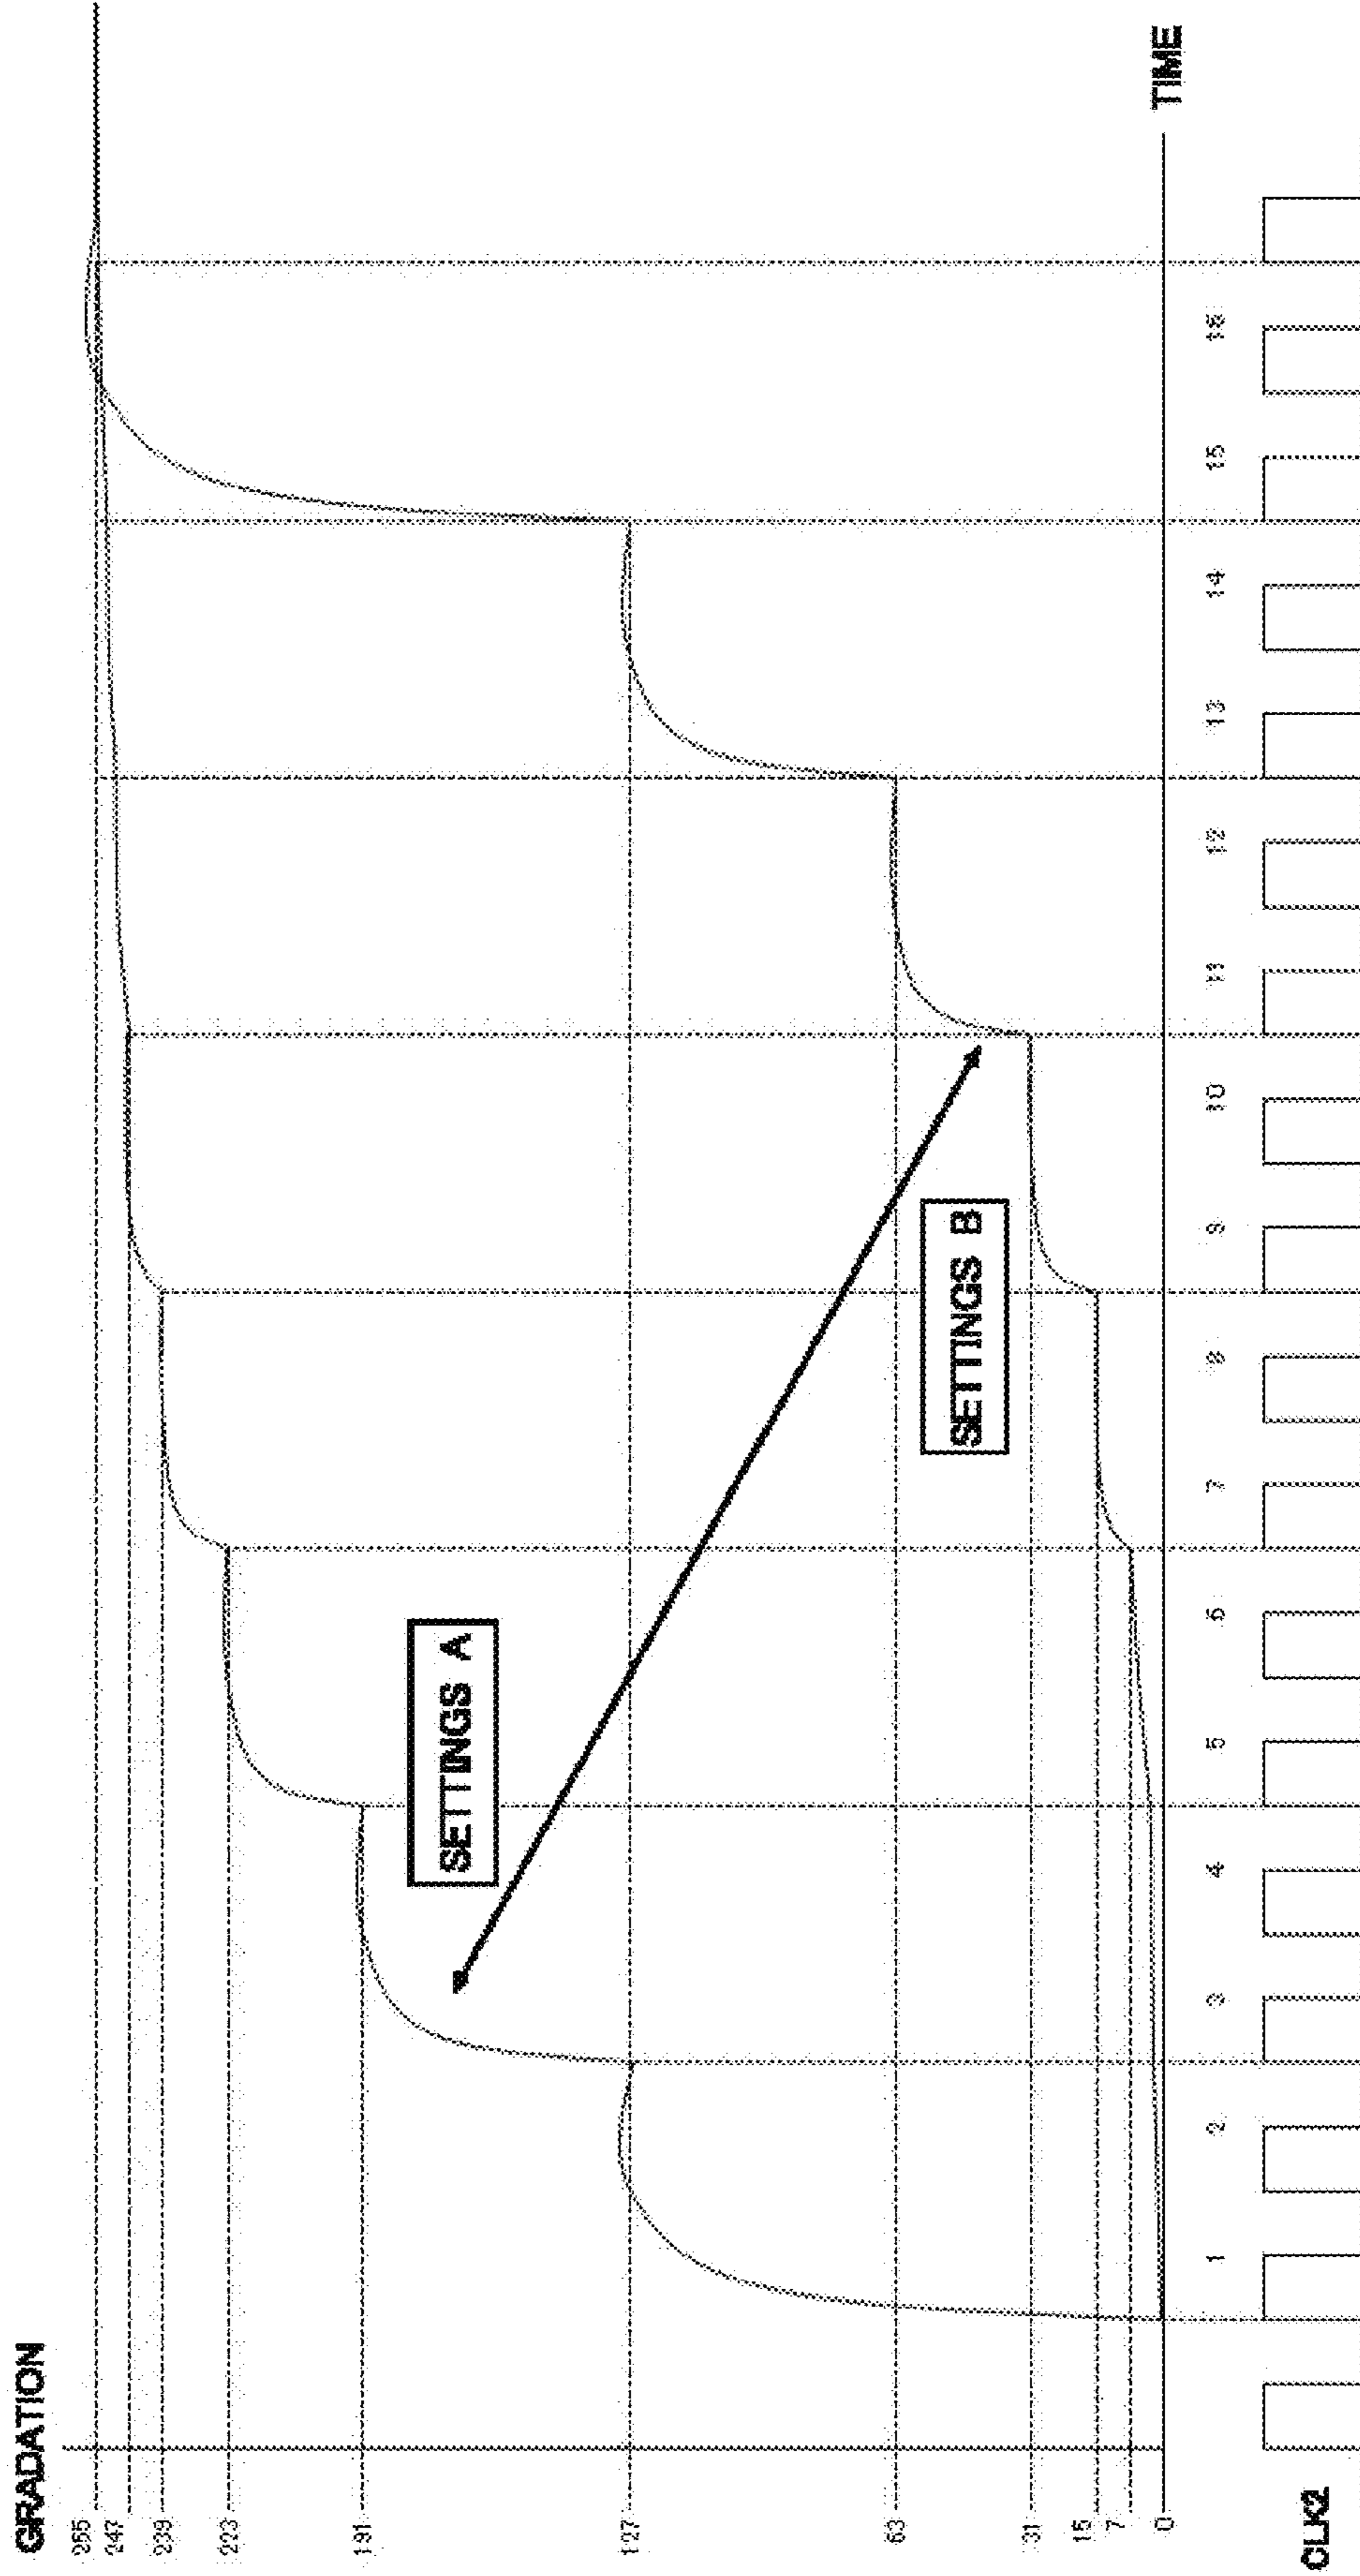 GRADATION
255
247
239
223
191
127
63
31
15
7
0
SETTINGS A
SETTINGS B
TIME
1 2 3 4 5 6 7 8 9 10 11 12 13 14 15 16
CLK2